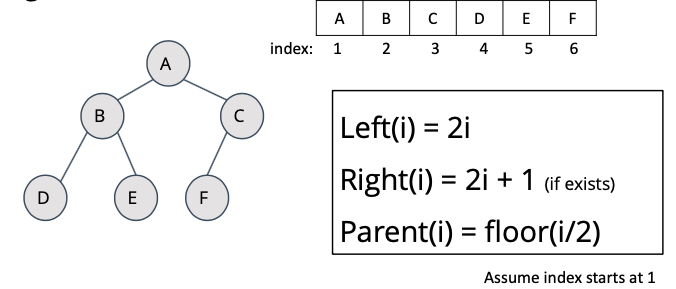 A B C D E F
index: 1 2 3 4 5 6
A
B C
D E F
Left(i) = 2i
Right(i) = 2i + 1 (if exists)
Parent(i) = floor(i/2)
Assume index starts at 1